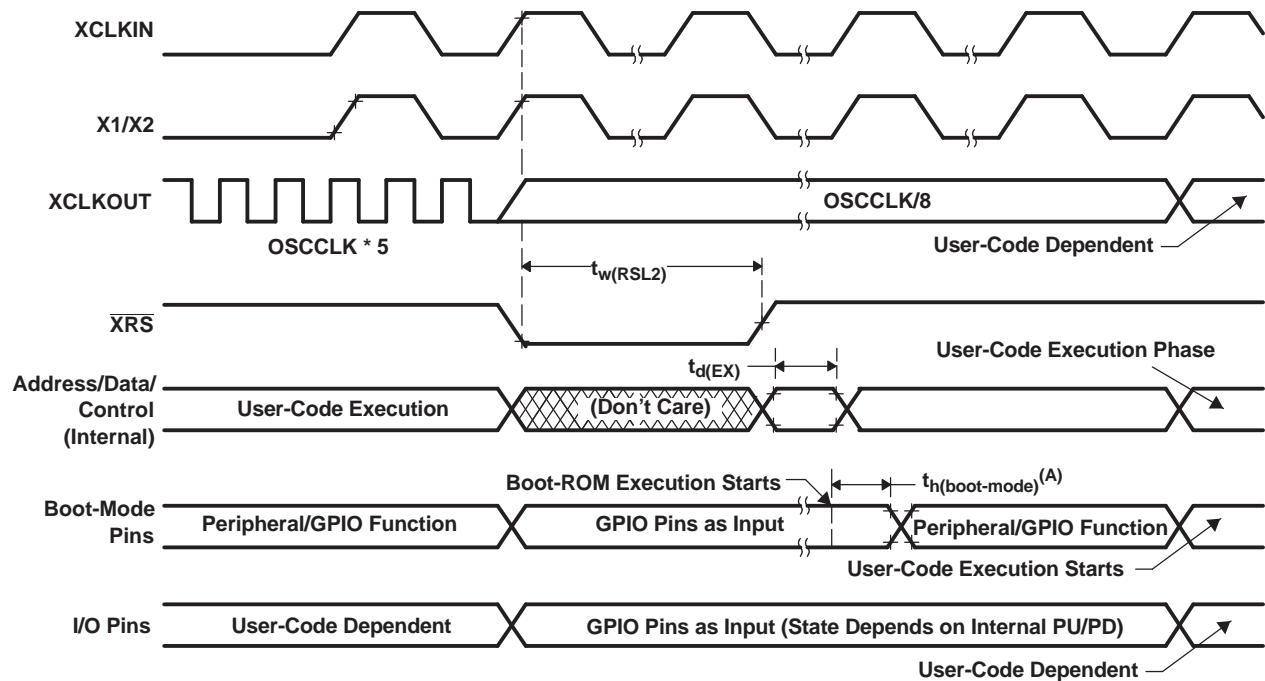 XCLKIN
X1/X2
XCLKOUT
OSCCLK/8
OSCCLK * 5
User-Code Dependent
tw(RSL2)
XRS
User-Code Execution Phase
td(EX)
Address/Data/
Control
(Internal)
User-Code Execution
(Don't Care)
Boot-ROM Execution Starts
th(boot-mode)(A)
Boot-Mode
Pins
Peripheral/GPIO Function
GPIO Pins as Input
Peripheral/GPIO Function
User-Code Execution Starts
I/O Pins
User-Code Dependent
GPIO Pins as Input (State Depends on Internal PU/PD)
User-Code Dependent